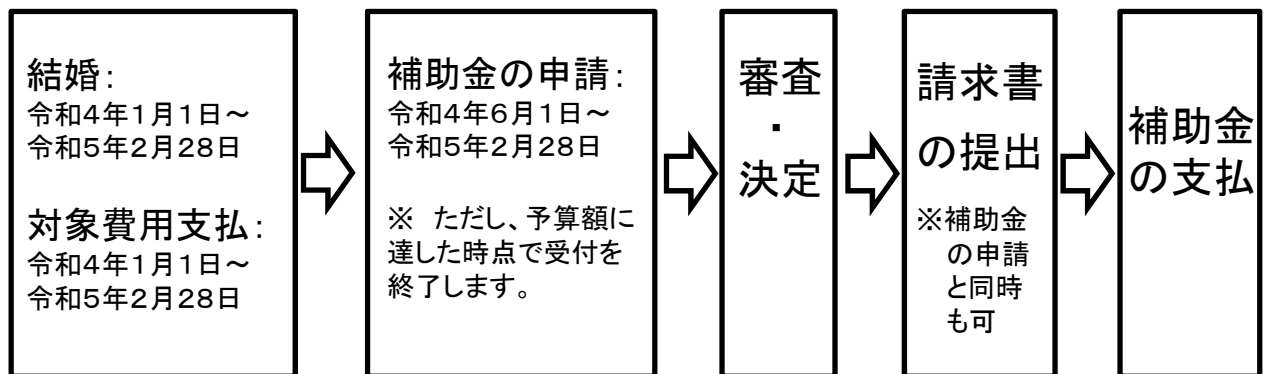 結婚：
令和4年1月1日～
令和5年2月28日
対象費用支払：
令和4年1月1日～
令和5年2月28日
補助金の申請：
令和4年6月1日～
令和5年2月28日
※　ただし、予算額に
達した時点で受付を
終了します。
審査
・
決定
請求書
の提出
※補助金
の申請
と同時
も可
補助金
の支払